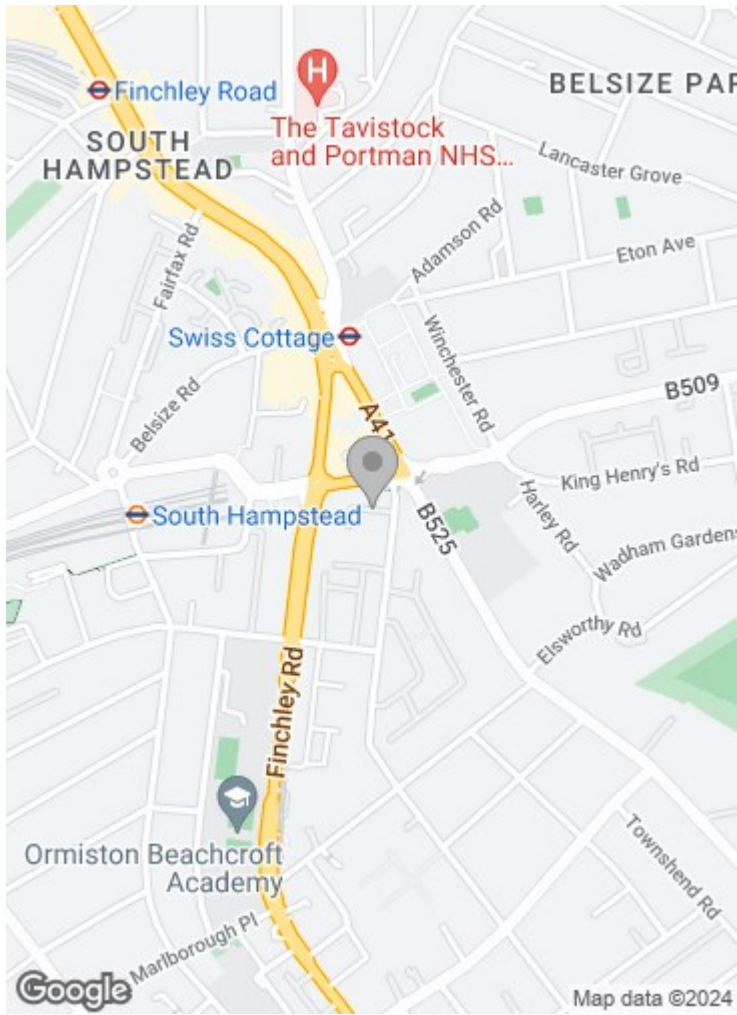 H
Finchley Road
BELSIZE PAR
The Tavistock
and Portman NHS...
SOUTH
HAMPSTEAD
Lancaster Grove
Adamson Rd
Eton Ave
Fairfax Rd
Swiss Cottage
Winchester Rd
Belsize Rd
A41
B509
King Henry's Rd
South Hampstead
B525
Harley Rd
Wadham Gardens
Elsworthy Rd
Finchley Rd
Ormiston Beachcroft
Academy
Townshend Rd
Marlborough Pl
Google
Map data ©2024